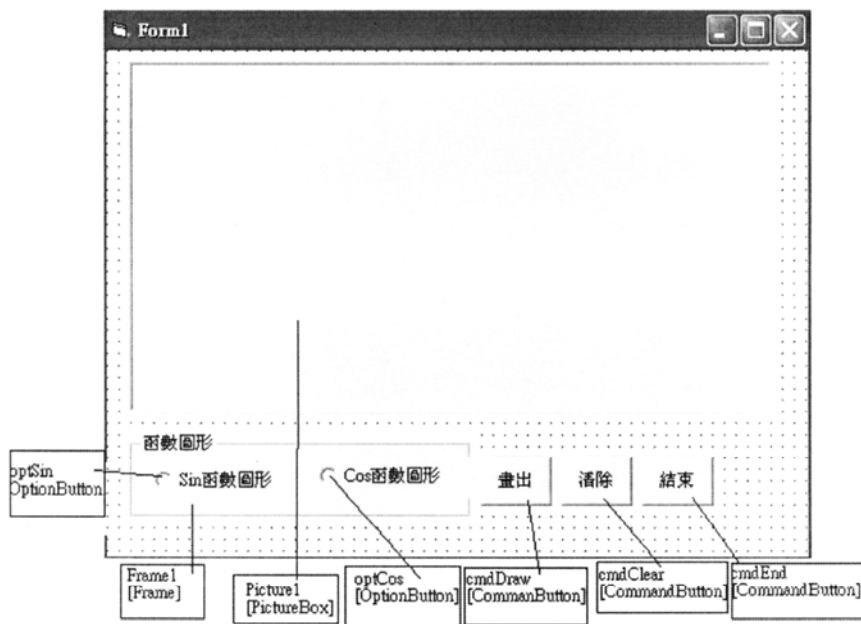 Form1
函數圖形
Sin函數圖形
Cos函數圖形
畫出
清除
結束
optSin
OptionButton
Frame1
[Frame]
Picture1
[PictureBox]
optCos
[OptionButton]
cmdDraw
[CommanButton]
cmdClear
[CommandButton]
cmdEnd
[CommandButton]